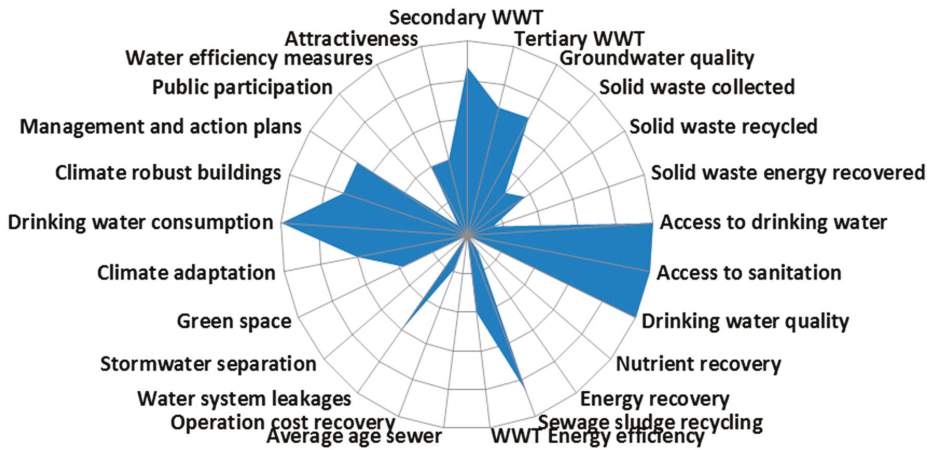 Secondary WWT
Attractiveness
Tertiary WWT
Water efficiency measures
Groundwater quality
Public participation
Solid waste collected
Management and action plans
Solid waste recycled
Climate robust buildings
Solid waste energy recovered
Drinking water consumption
Access to drinking water
Climate adaptation
Access to sanitation
Green space
Drinking water quality
Stormwater separation
Nutrient recovery
Water system leakages
Energy recovery
Operation cost recovery
Sewage sludge recycling
Average age sewer
WWT Energy efficiency